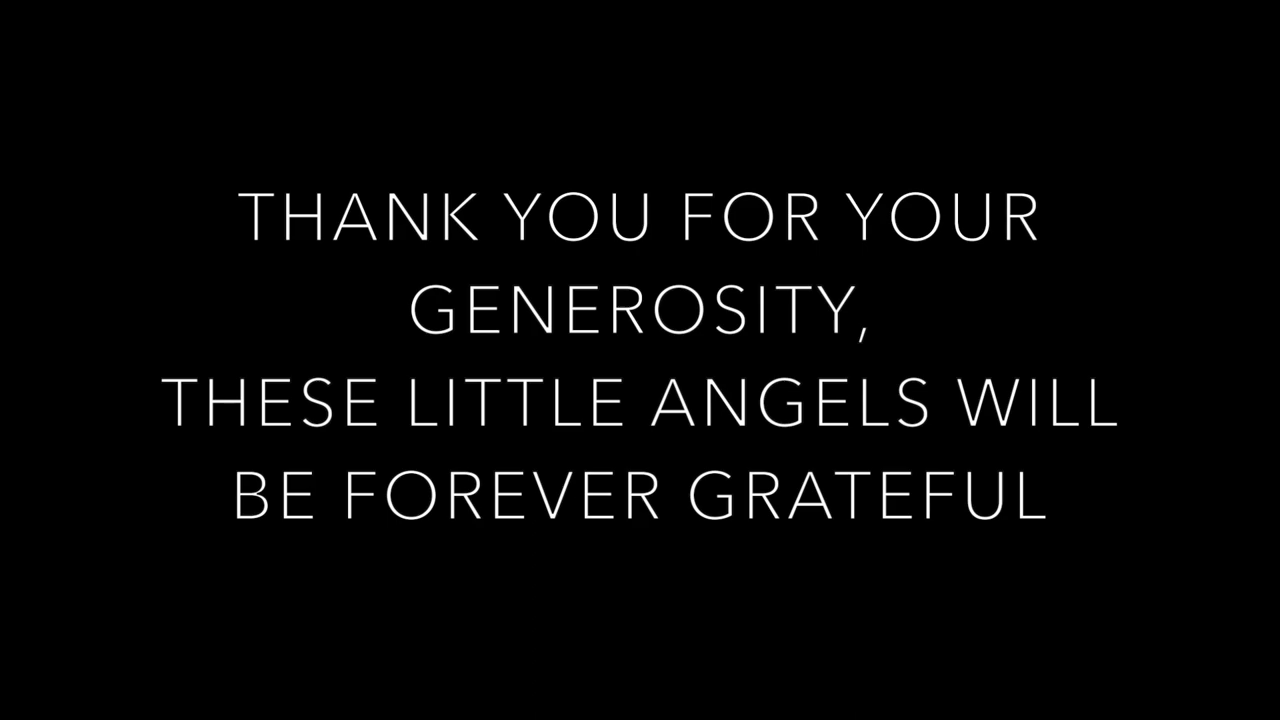 THANK YOU FOR YOUR
GENEROSITY,
THESE LITTLE ANGELS WILL
BE FOREVER GRATEFUL